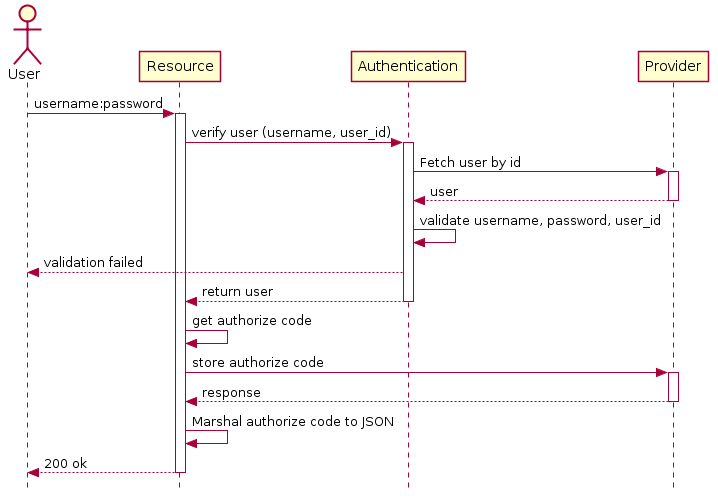 User
Resource
Authentication
Provider
username:password
verify user (username, user_id)
Fetch user by id
user
validate username, password, user_id
validation failed
return user
get authorize code
store authorize code
response
Marshal authorize code to JSON
200 ok